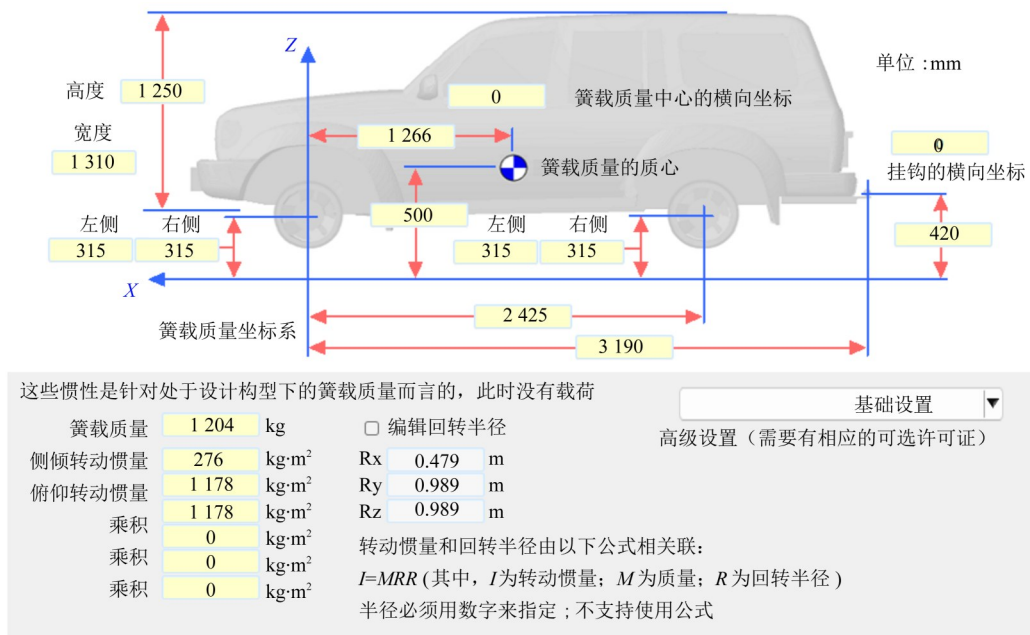 Z
单位 :mm
高度 1 250
0 簧载质量中心的横向坐标
宽度
1 310
1 266
0
挂钩的横向坐标
簧载质量的质心
500
左侧 右侧
315 315
左侧 右侧
315 315
420
X
2 425
簧载质量坐标系
3 190
这些惯性是针对处于设计构型下的簧载质量而言的，此时没有载荷
基础设置
高级设置（需要有相应的可选许可证）
簧载质量 1 204 kg
编辑回转半径
侧倾转动惯量 276 kg·m²
Rx 0.479 m
俯仰转动惯量 1 178 kg·m²
Ry 0.989 m
1 178 kg·m²
Rz 0.989 m
乘积 0 kg·m²
乘积 0 kg·m²
乘积 0 kg·m²
转动惯量和回转半径由以下公式相关联：
I=MRR (其中，I为转动惯量；M为质量；R为回转半径 )
半径必须用数字来指定 ; 不支持使用公式